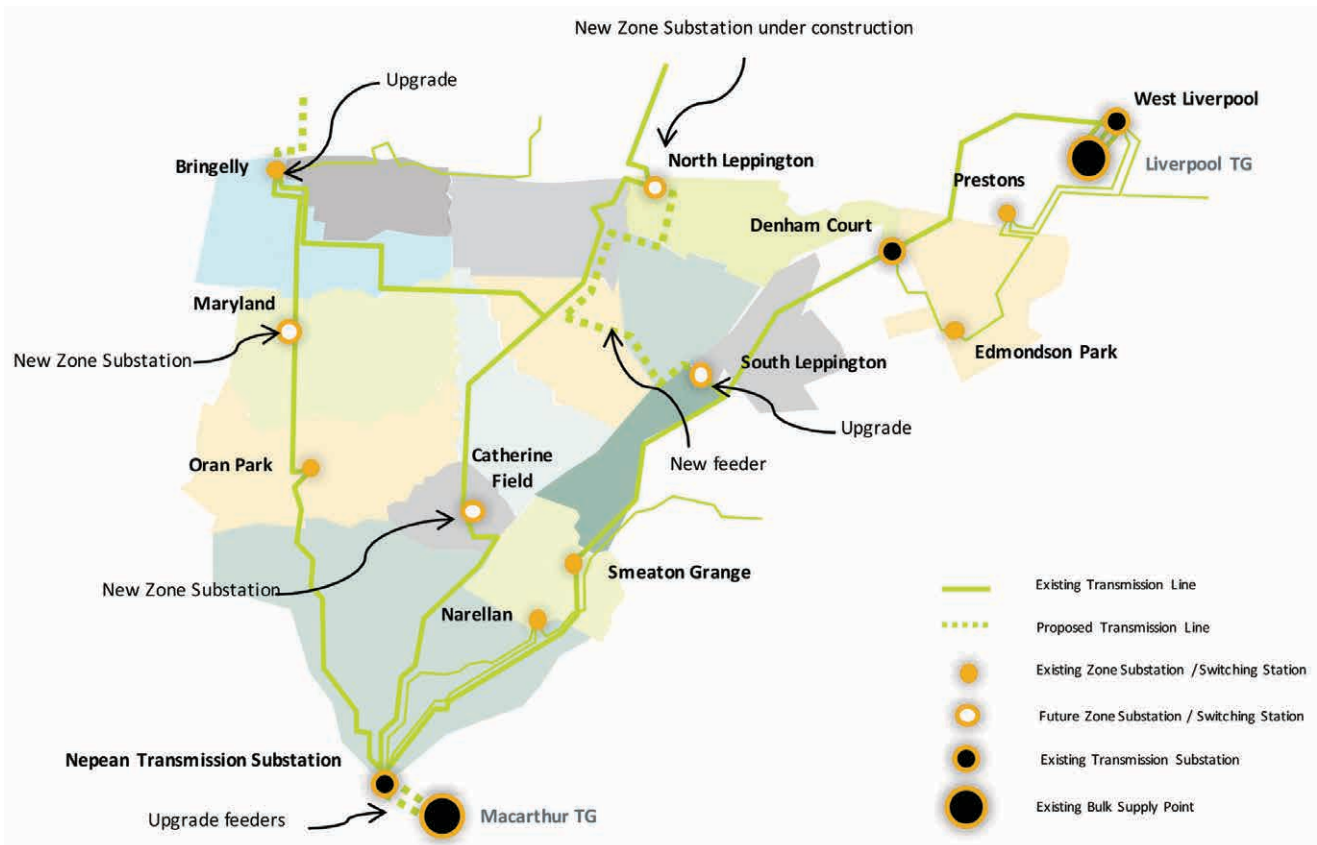 New Zone Substation under construction
Upgrade
West Liverpool
Bringelly
North Leppington
Liverpool TG
Prestons
Denham Court
Maryland
New Zone Substation
Edmondson Park
South Leppington
Upgrade
Oran Park
Catherine
Field
New feeder
Smeaton Grange
New Zone Substation
Narellan
Existing Transmission Line
Proposed Transmission Line
Existing Zone Substation / Switching Station
Future Zone Substation / Switching Station
Existing Transmission Substation
Existing Bulk Supply Point
Nepean Transmission Substation
Upgrade feeders
Macarthur TG